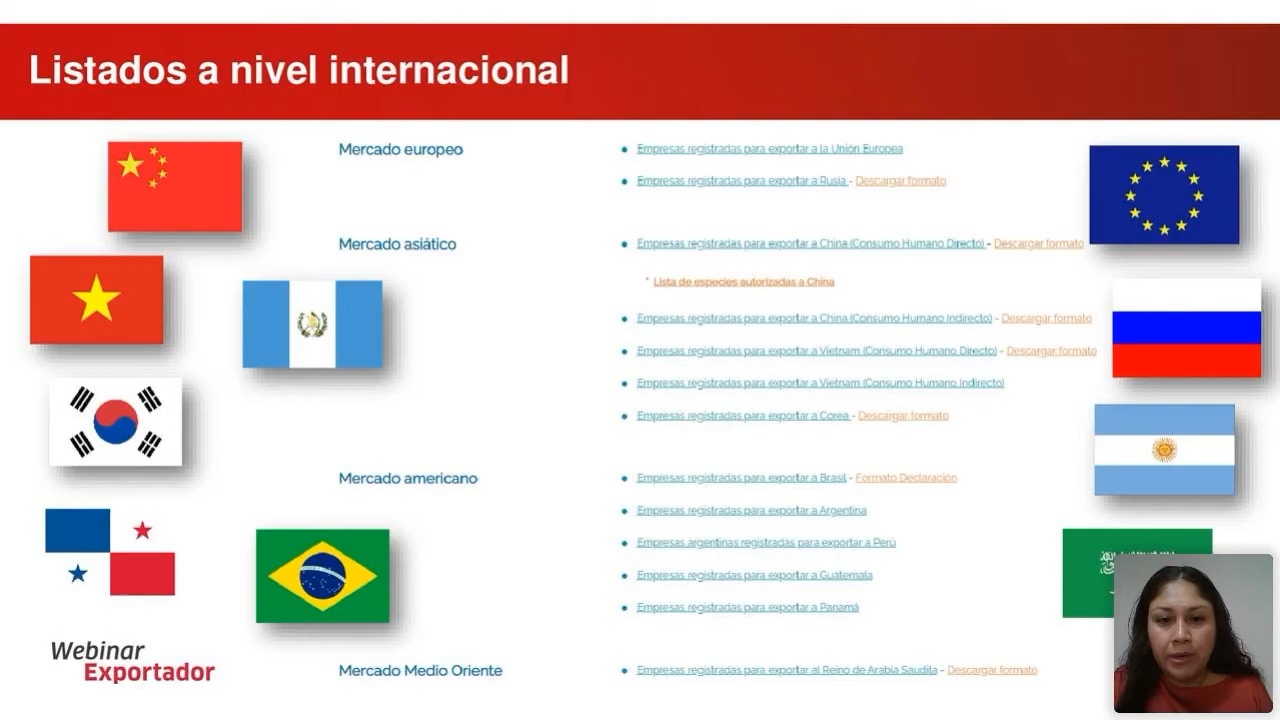 Listados a nivel internacional
Mercado europeo
Empresas registradas para exportar a la Unión Europea
Empresas registradas para exportar a Rusia - Descargar formato
Mercado asiático
Empresas registradas para exportar a China (Consumo Humano Directo) - Descargar formato
* Lista de especies autorizadas a China
Empresas registradas para exportar a China (Consumo Humano Indirecto) - Descargar formato
Empresas registradas para exportar a Vietnam (Consumo Humano Directo) - Descargar formato
Empresas registradas para exportar a Vietnam (Consumo Humano Indirecto)
Empresas registradas para exportar a Corea - Descargar formato
Mercado americano
Empresas registradas para exportar a Brasil - Formato Declaración
Empresas registradas para exportar a Argentina
Empresas argentinas registradas para exportar a Perú
Empresas registradas para exportar a Guatemala
Empresas registradas para exportar a Panamá
Mercado Medio Oriente
Empresas registradas para exportar al Reino de Arabia Saudita - Descargar formato
Webinar
Exportador